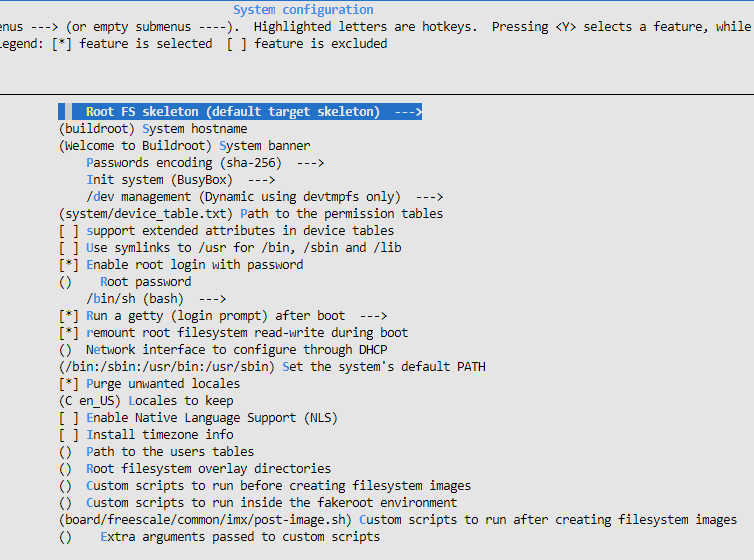 System configuration
enus ---> (or empty submenus ----).  Highlighted letters are hotkeys.  Pressing <Y> selects a feature, while
egend: [*] feature is selected  [ ] feature is excluded
Root FS skeleton (default target skeleton)  --->
(buildroot) System hostname
(Welcome to Buildroot) System banner
Passwords encoding (sha-256)  --->
Init system (BusyBox)  --->
/dev management (Dynamic using devtmpfs only)  --->
(system/device_table.txt) Path to the permission tables
[ ] support extended attributes in device tables
[ ] Use symlinks to /usr for /bin, /sbin and /lib
[*] Enable root login with password
()    Root password
/bin/sh (bash)  --->
[*] Run a getty (login prompt) after boot  --->
[*] remount root filesystem read-write during boot
()  Network interface to configure through DHCP
(/bin:/sbin:/usr/bin:/usr/sbin) Set the system's default PATH
[*] Purge unwanted locales
(C en_US) Locales to keep
[ ] Enable Native Language Support (NLS)
[ ] Install timezone info
()  Path to the users tables
()  Root filesystem overlay directories
()  Custom scripts to run before creating filesystem images
()  Custom scripts to run inside the fakeroot environment
(board/freescale/common/imx/post-image.sh) Custom scripts to run after creating filesystem images
()    Extra arguments passed to custom scripts